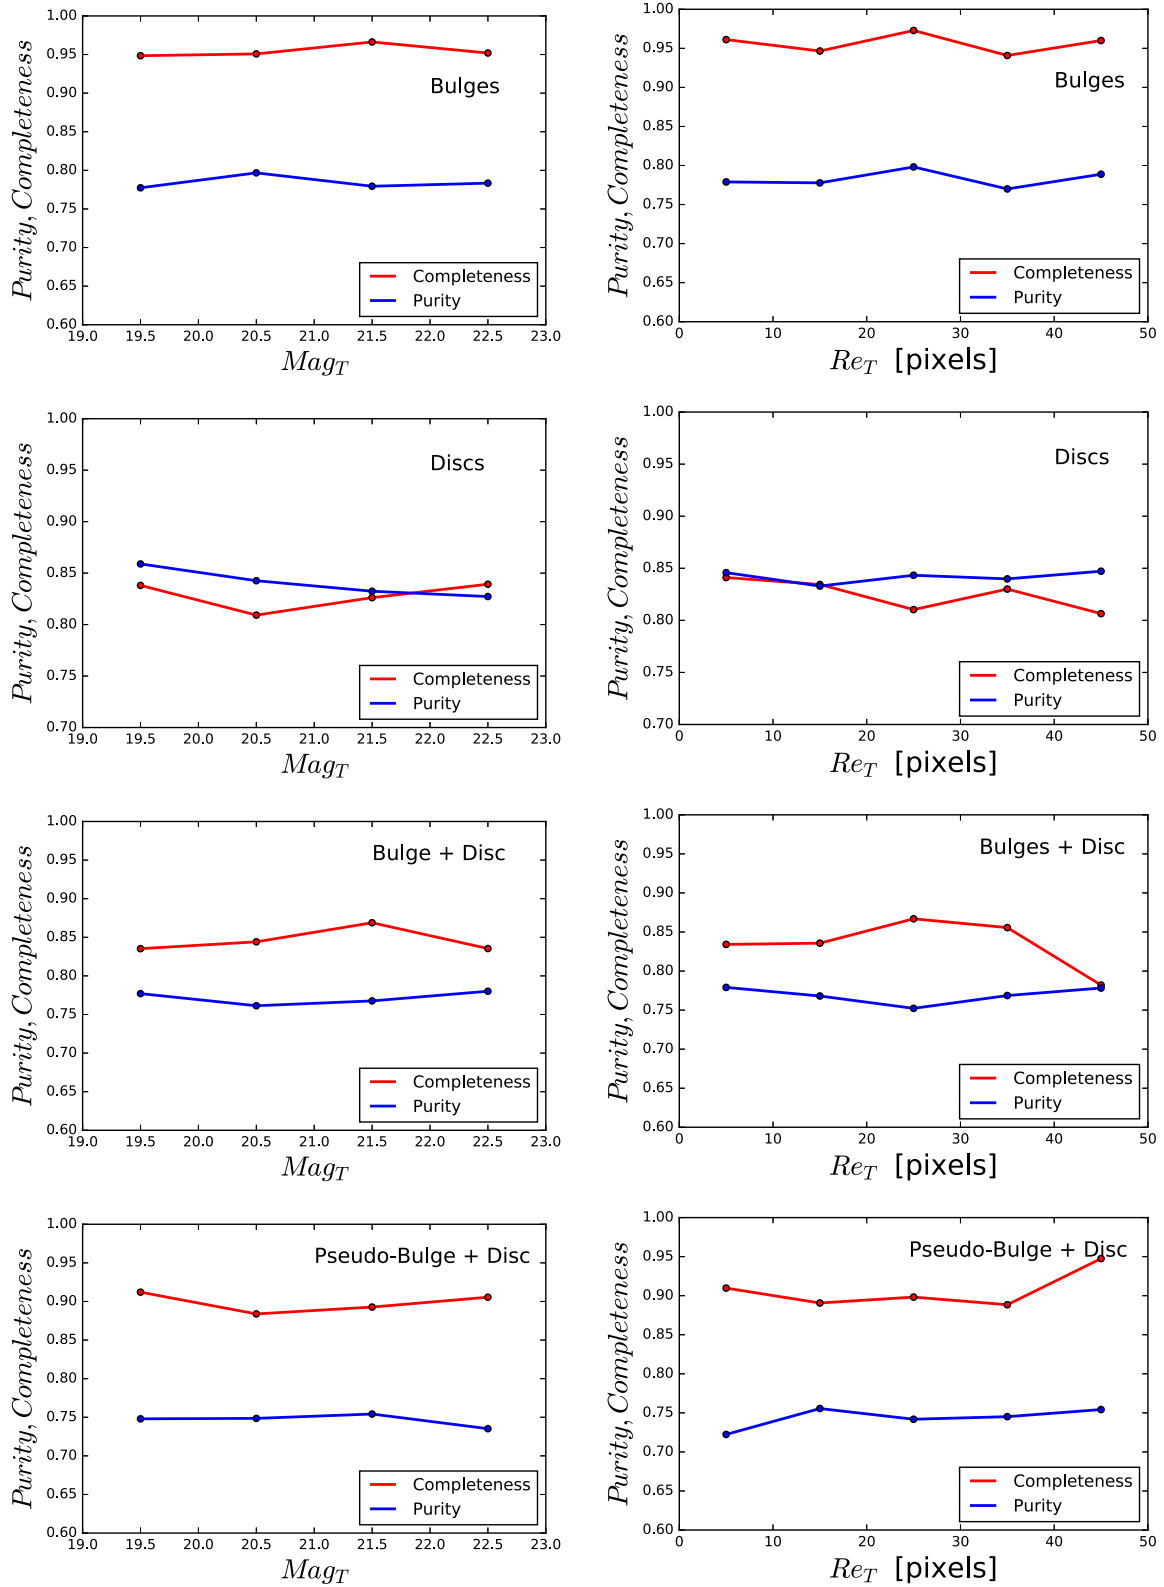 1.00
0.95
0.90
0.85
0.80
0.75
0.70
0.65
0.60
19.0 19.5 20.0 20.5 21.0 21.5 22.0 22.5 23.0
Purity, Completeness
Mag_T
Bulges
Completeness
Purity
1.00
0.95
0.90
0.85
0.80
0.75
0.70
0.65
0.60
0 10 20 30 40 50
Purity, Completeness
Re_T [pixels]
Bulges
Completeness
Purity
1.00
0.95
0.90
0.85
0.80
0.75
0.70
19.0 19.5 20.0 20.5 21.0 21.5 22.0 22.5 23.0
Purity, Completeness
Mag_T
Discs
Completeness
Purity
1.00
0.95
0.90
0.85
0.80
0.75
0.70
0 10 20 30 40 50
Purity, Completeness
Re_T [pixels]
Discs
Completeness
Purity
1.00
0.95
0.90
0.85
0.80
0.75
0.70
0.65
0.60
19.0 19.5 20.0 20.5 21.0 21.5 22.0 22.5 23.0
Purity, Completeness
Mag_T
Bulge + Disc
Completeness
Purity
1.00
0.95
0.90
0.85
0.80
0.75
0.70
0.65
0.60
0 10 20 30 40 50
Purity, Completeness
Re_T [pixels]
Bulges + Disc
Completeness
Purity
1.00
0.95
0.90
0.85
0.80
0.75
0.70
0.65
0.60
19.0 19.5 20.0 20.5 21.0 21.5 22.0 22.5 23.0
Purity, Completeness
Mag_T
Pseudo-Bulge + Disc
Completeness
Purity
1.00
0.95
0.90
0.85
0.80
0.75
0.70
0.65
0.60
0 10 20 30 40 50
Purity, Completeness
Re_T [pixels]
Pseudo-Bulge + Disc
Completeness
Purity